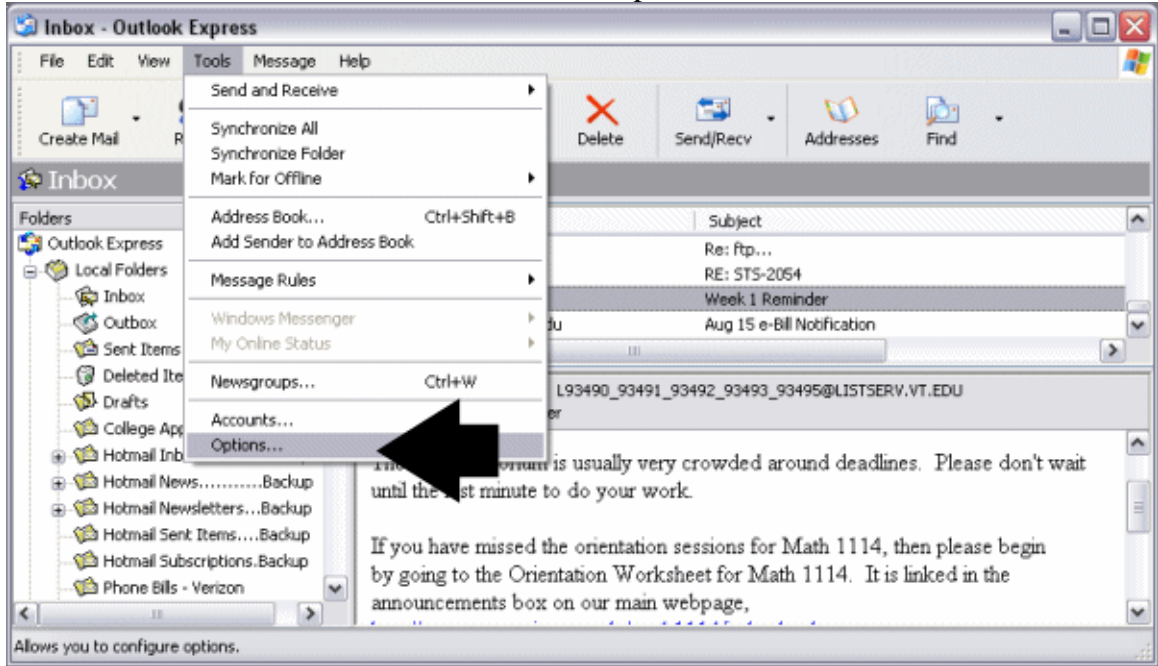 Inbox - Outlook Express
File Edit View Tools Message Help
Create Mail
Delete
Send/Recv
Addresses
Find
Send and Receive
Synchronize All
Synchronize Folder
Mark for Offline
Address Book... Ctrl+Shift+B
Add Sender to Address Book
Message Rules
Windows Messenger
My Online Status
Newsgroups... Ctrl+W
Accounts...
Options...
Inbox
Folders
Outlook Express
Local Folders
Inbox
Outbox
Sent Items
Deleted Ite
Drafts
College App
Hotmail Inb
Hotmail News...........Backup
Hotmail Newsletters...Backup
Hotmail Sent Items....Backup
Hotmail Subscriptions.Backup
Phone Bills - Verizon
Subject
Re: ftp...
RE: STS-2054
Week 1 Reminder
du Aug 15 e-Bill Notification
L93490_93491_93492_93493_93495@LISTSERV.VT.EDU
er
is usually very crowded around deadlines. Please don't wait
until the st minute to do your work.
If you have missed the orientation sessions for Math 1114, then please begin
by going to the Orientation Worksheet for Math 1114. It is linked in the
announcements box on our main webpage,
Allows you to configure options.